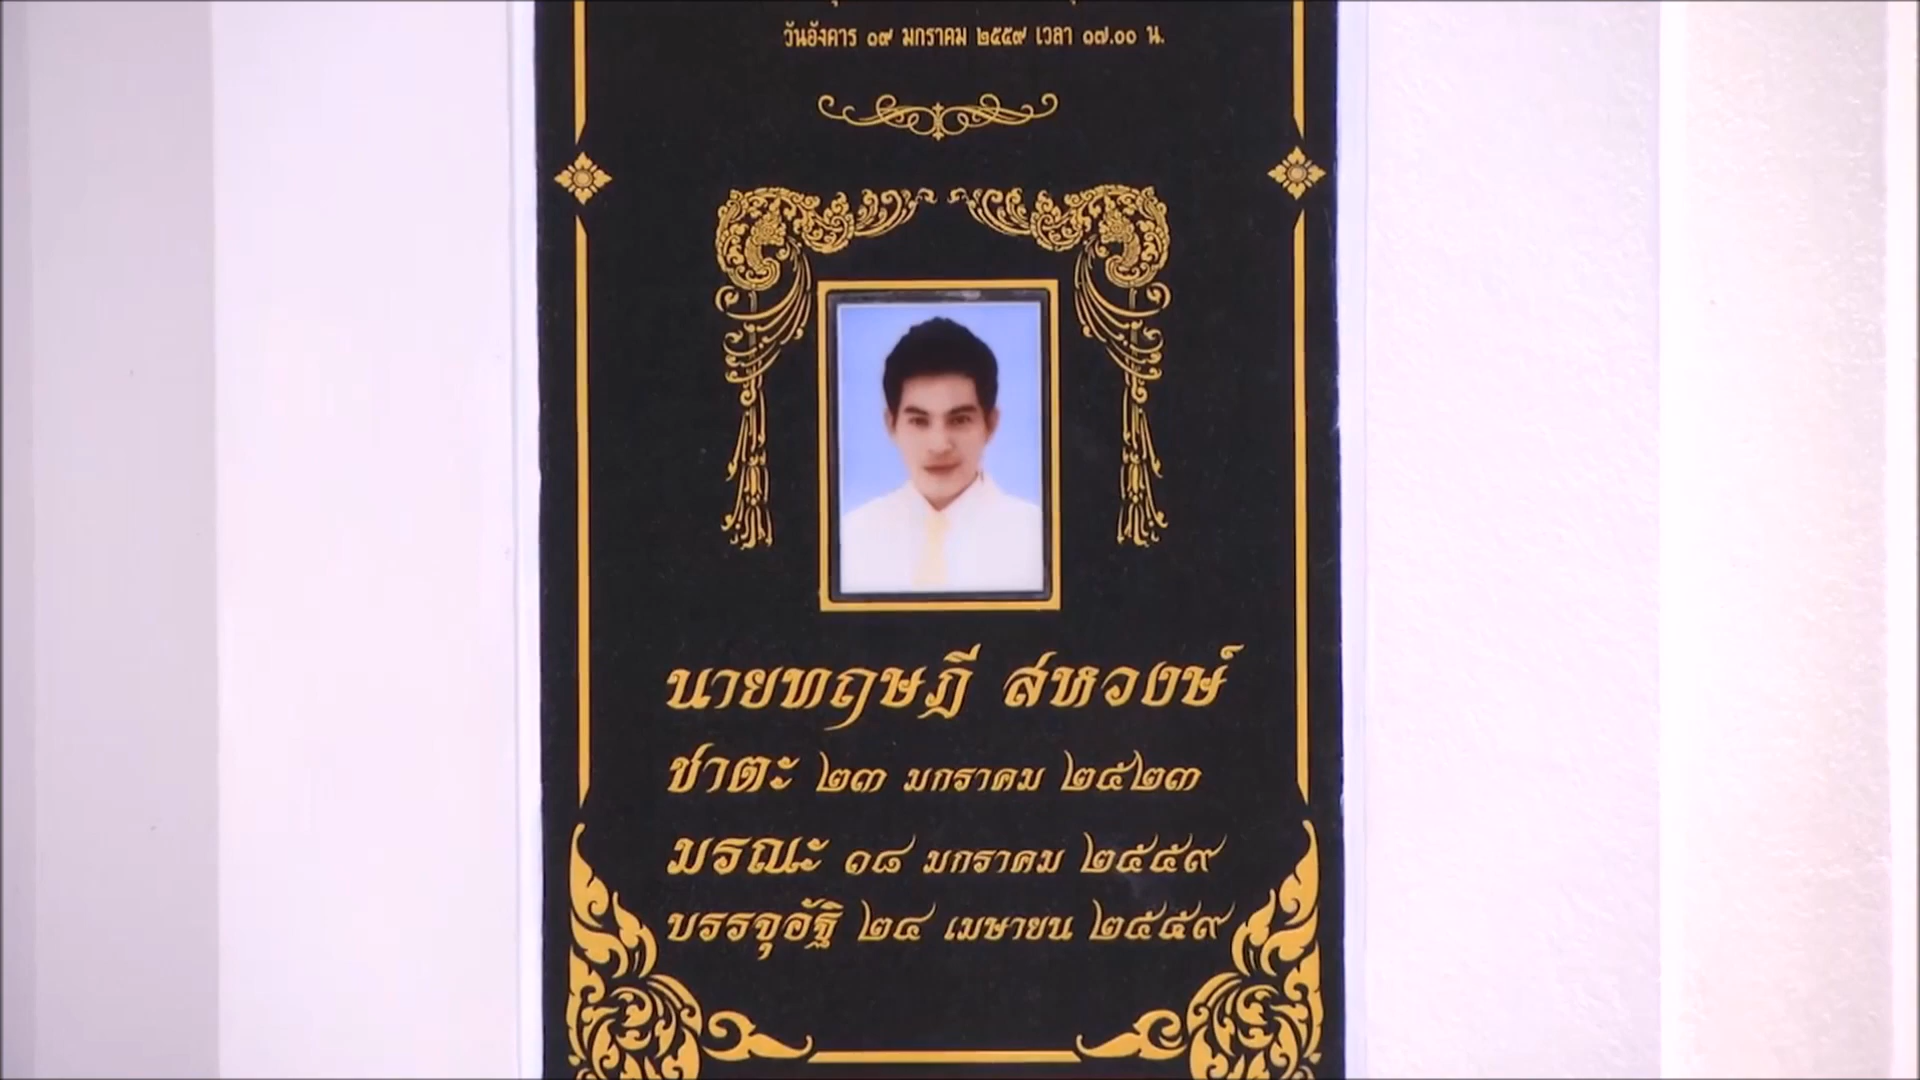 วันอังคาร ๑๙ มกราคม ๒๕๕๙ เวลา ๑๗.๐๐ น.
นายทฤษฎี สหวงษ์
ชาตะ ๒๓ มกราคม ๒๕๒๓
มรณะ ๑๘ มกราคม ๒๕๕๙
บรรจุอัฐิ ๒๔ เมษายน ๒๕๕๙